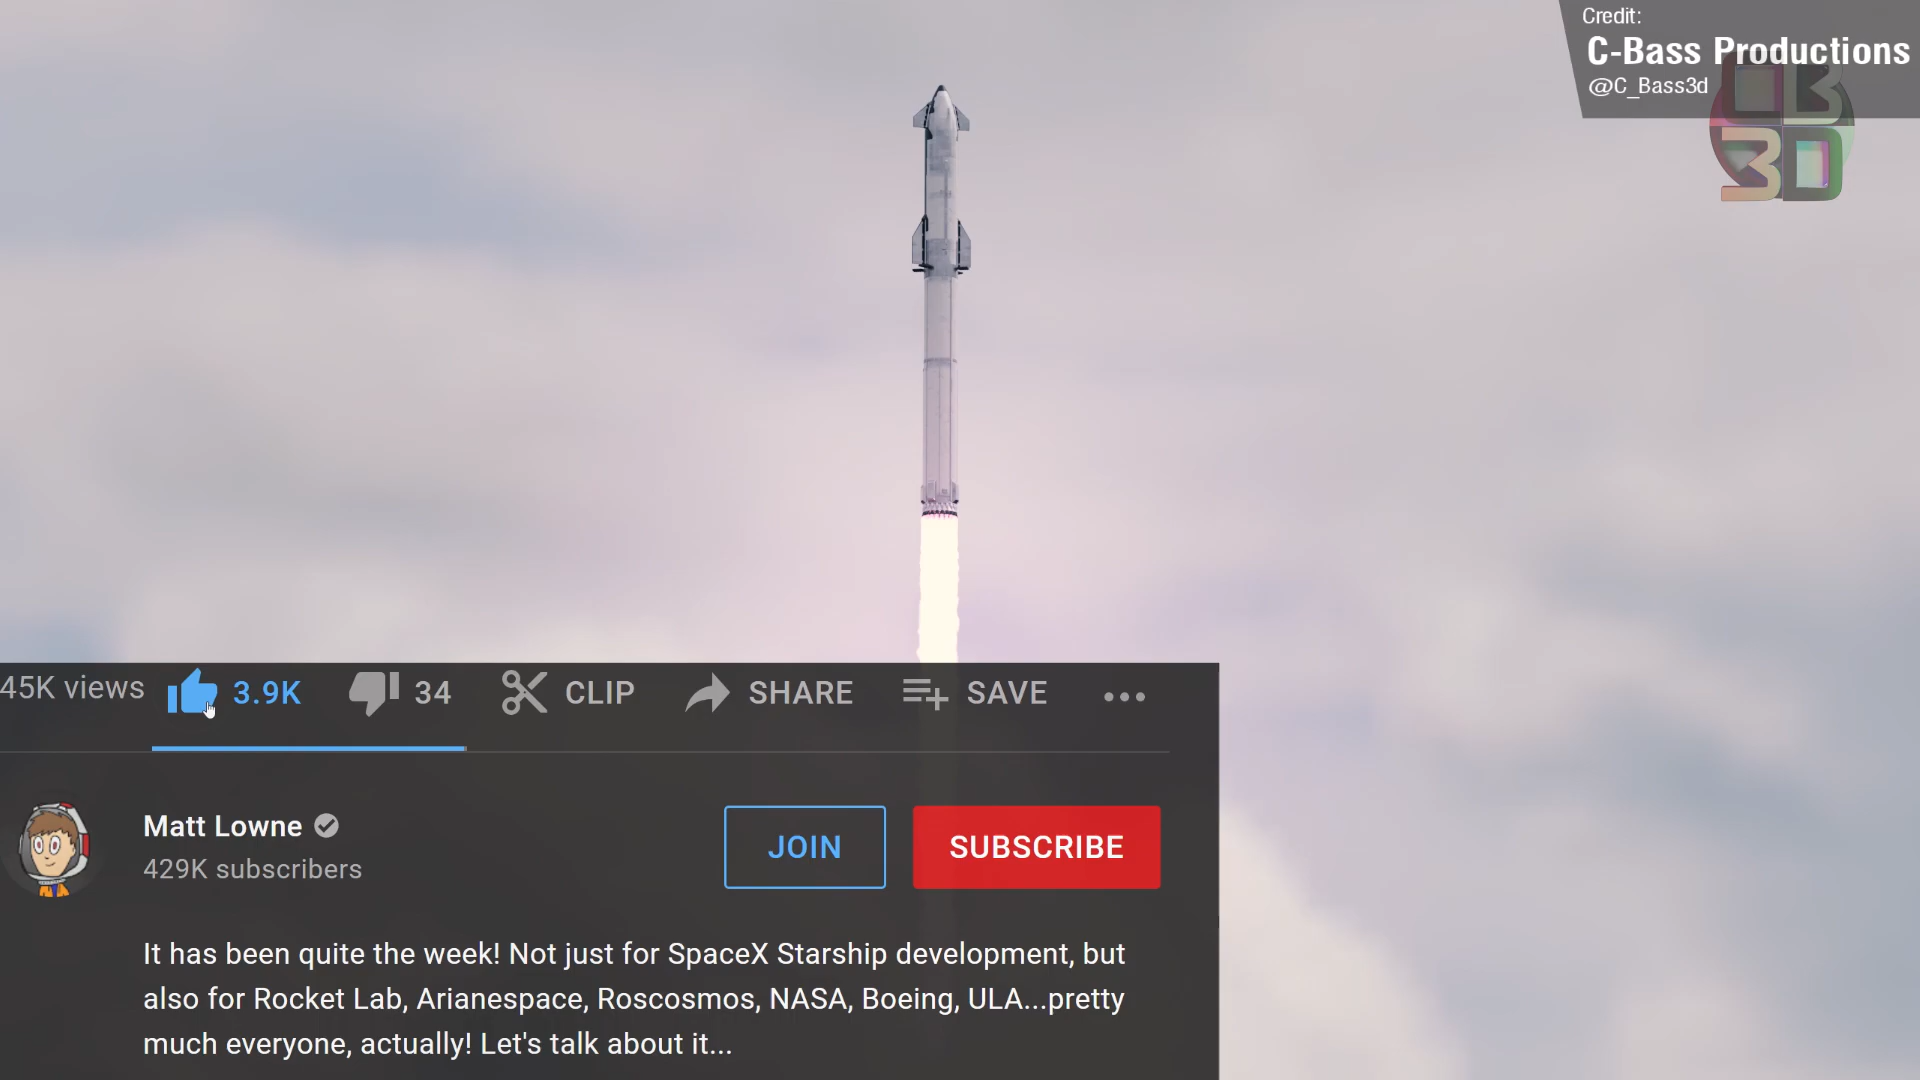 Credit:
C-Bass Productions
@C_Bass3d
CB
3D
45K views 3.9K 34 CLIP SHARE SAVE
Matt Lowne
429K subscribers
JOIN
SUBSCRIBE
It has been quite the week! Not just for SpaceX Starship development, but
also for Rocket Lab, Arianespace, Roscosmos, NASA, Boeing, ULA...pretty
much everyone, actually! Let's talk about it...